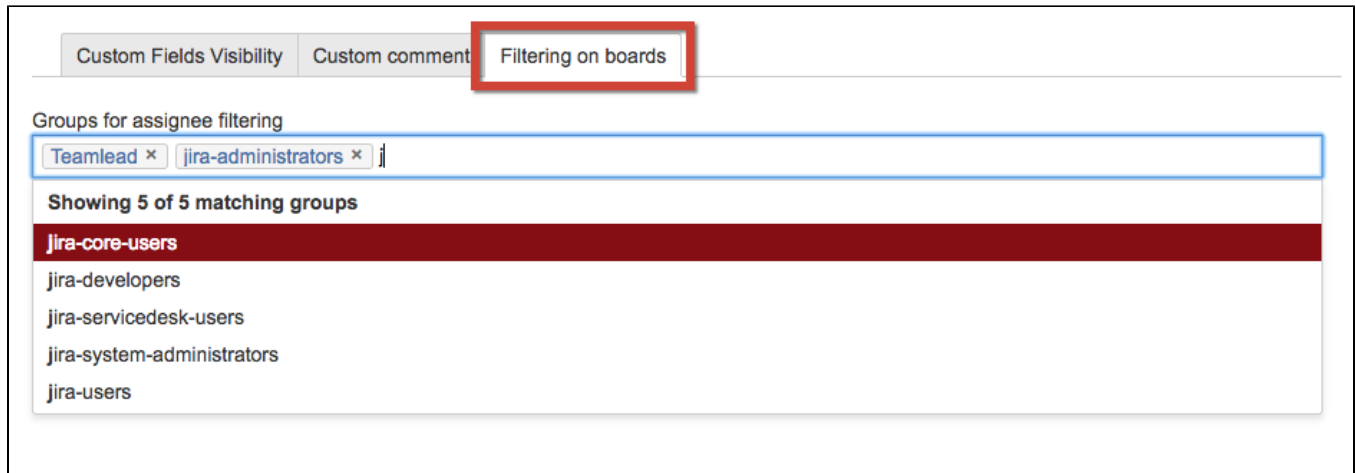 Custom Fields Visibility Custom comment Filtering on boards
Groups for assignee filtering
Teamlead × jira-administrators × j
Showing 5 of 5 matching groups
jira-core-users
jira-developers
jira-servicedesk-users
jira-system-administrators
jira-users